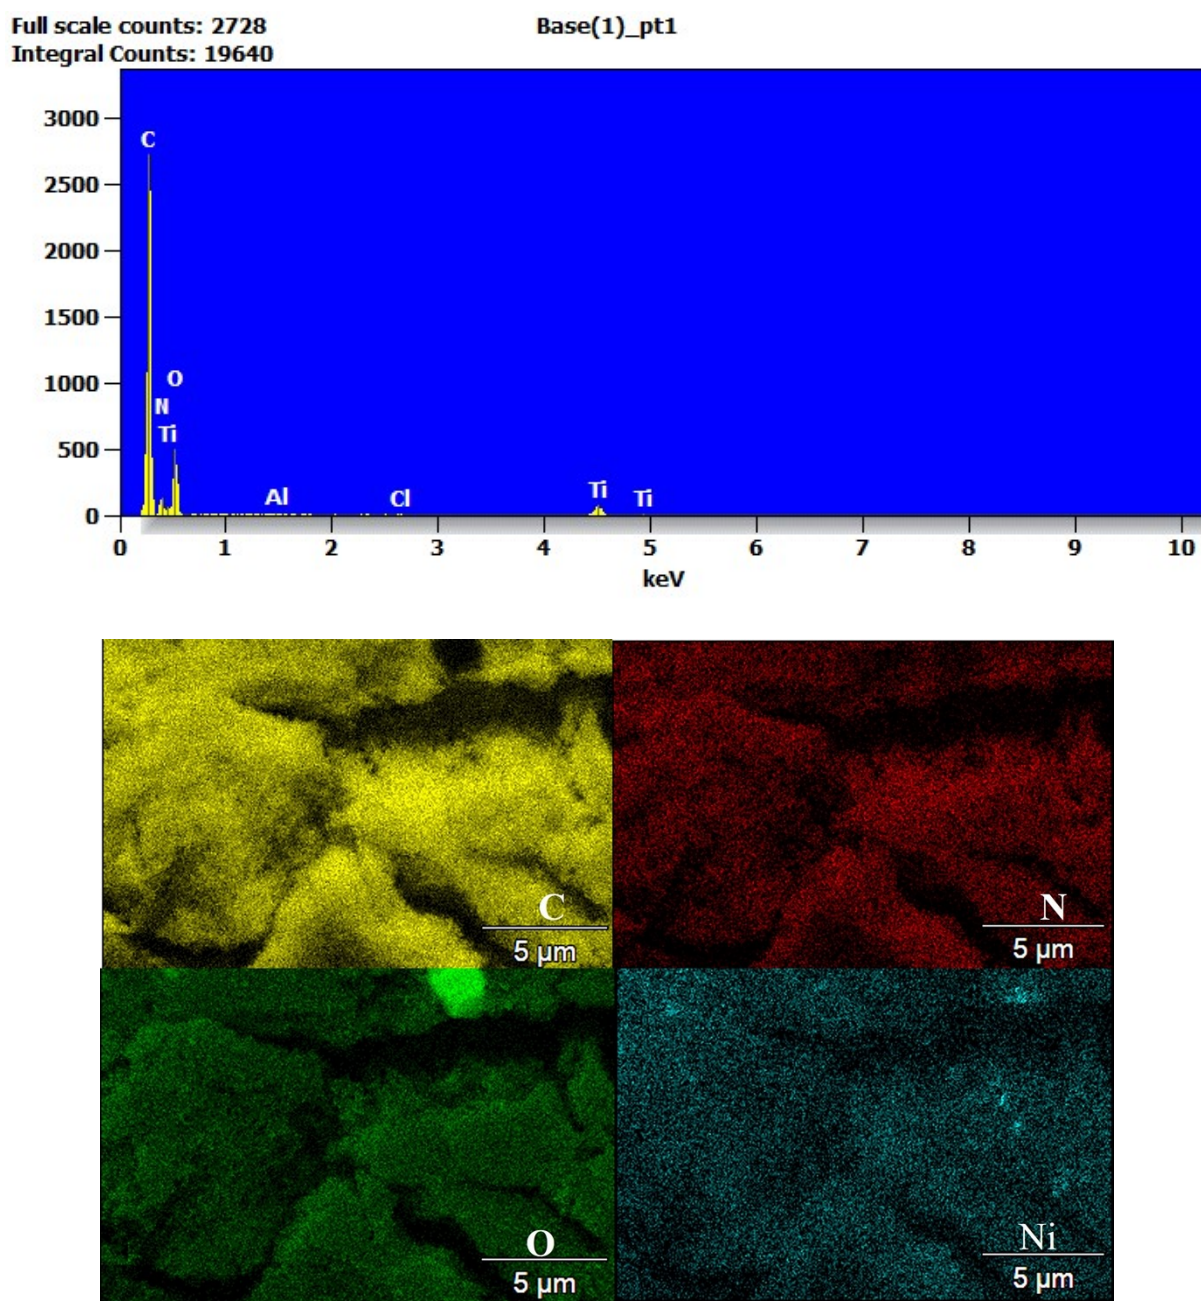 Full scale counts: 2728
Base(1)_pt1
Integral Counts: 19640
3000
C
2500
2000
1500
1000
O
N
500
Ti
Al
Cl
Ti
Ti
0
0 1 2 3 4 5 6 7 8 9 10
keV
C
5 µm
N
5 µm
O
5 µm
Ni
5 µm